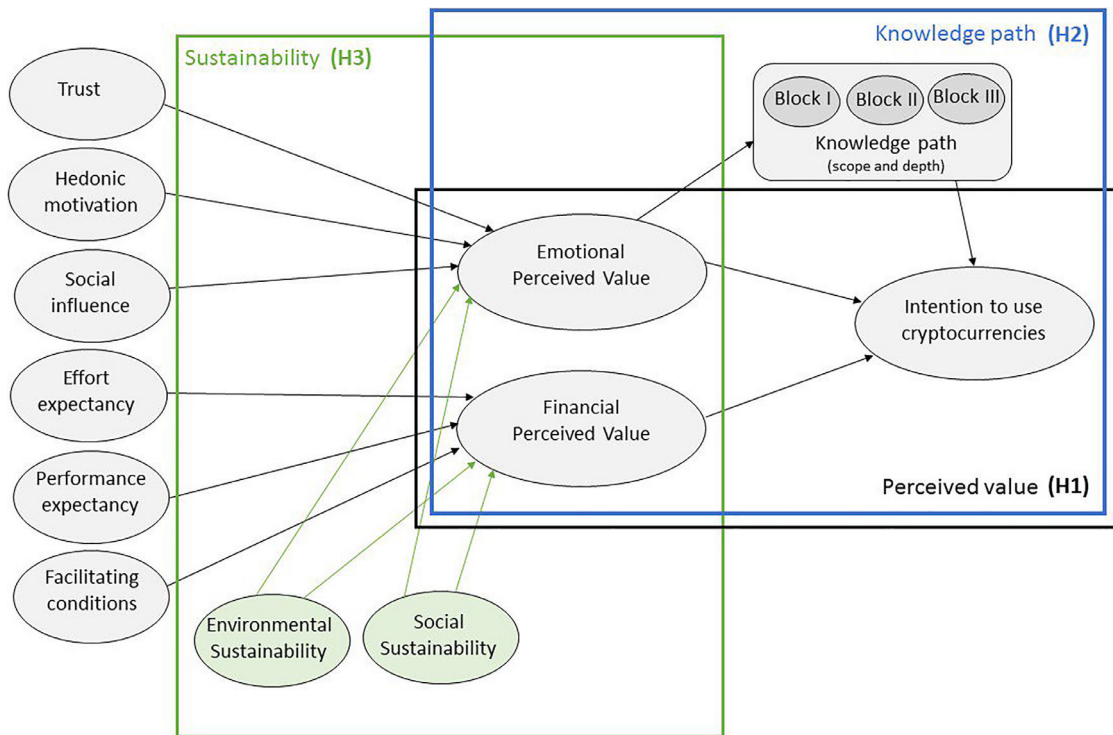 Sustainability (H3)
Knowledge path (H2)
Trust
Block I
Block II
Block III
Knowledge path
(scope and depth)
Hedonic
motivation
Emotional
Perceived Value
Social
influence
Intention to use
cryptocurrencies
Effort
expectancy
Financial
Perceived Value
Performance
expectancy
Perceived value (H1)
Facilitating
conditions
Environmental
Sustainability
Social
Sustainability